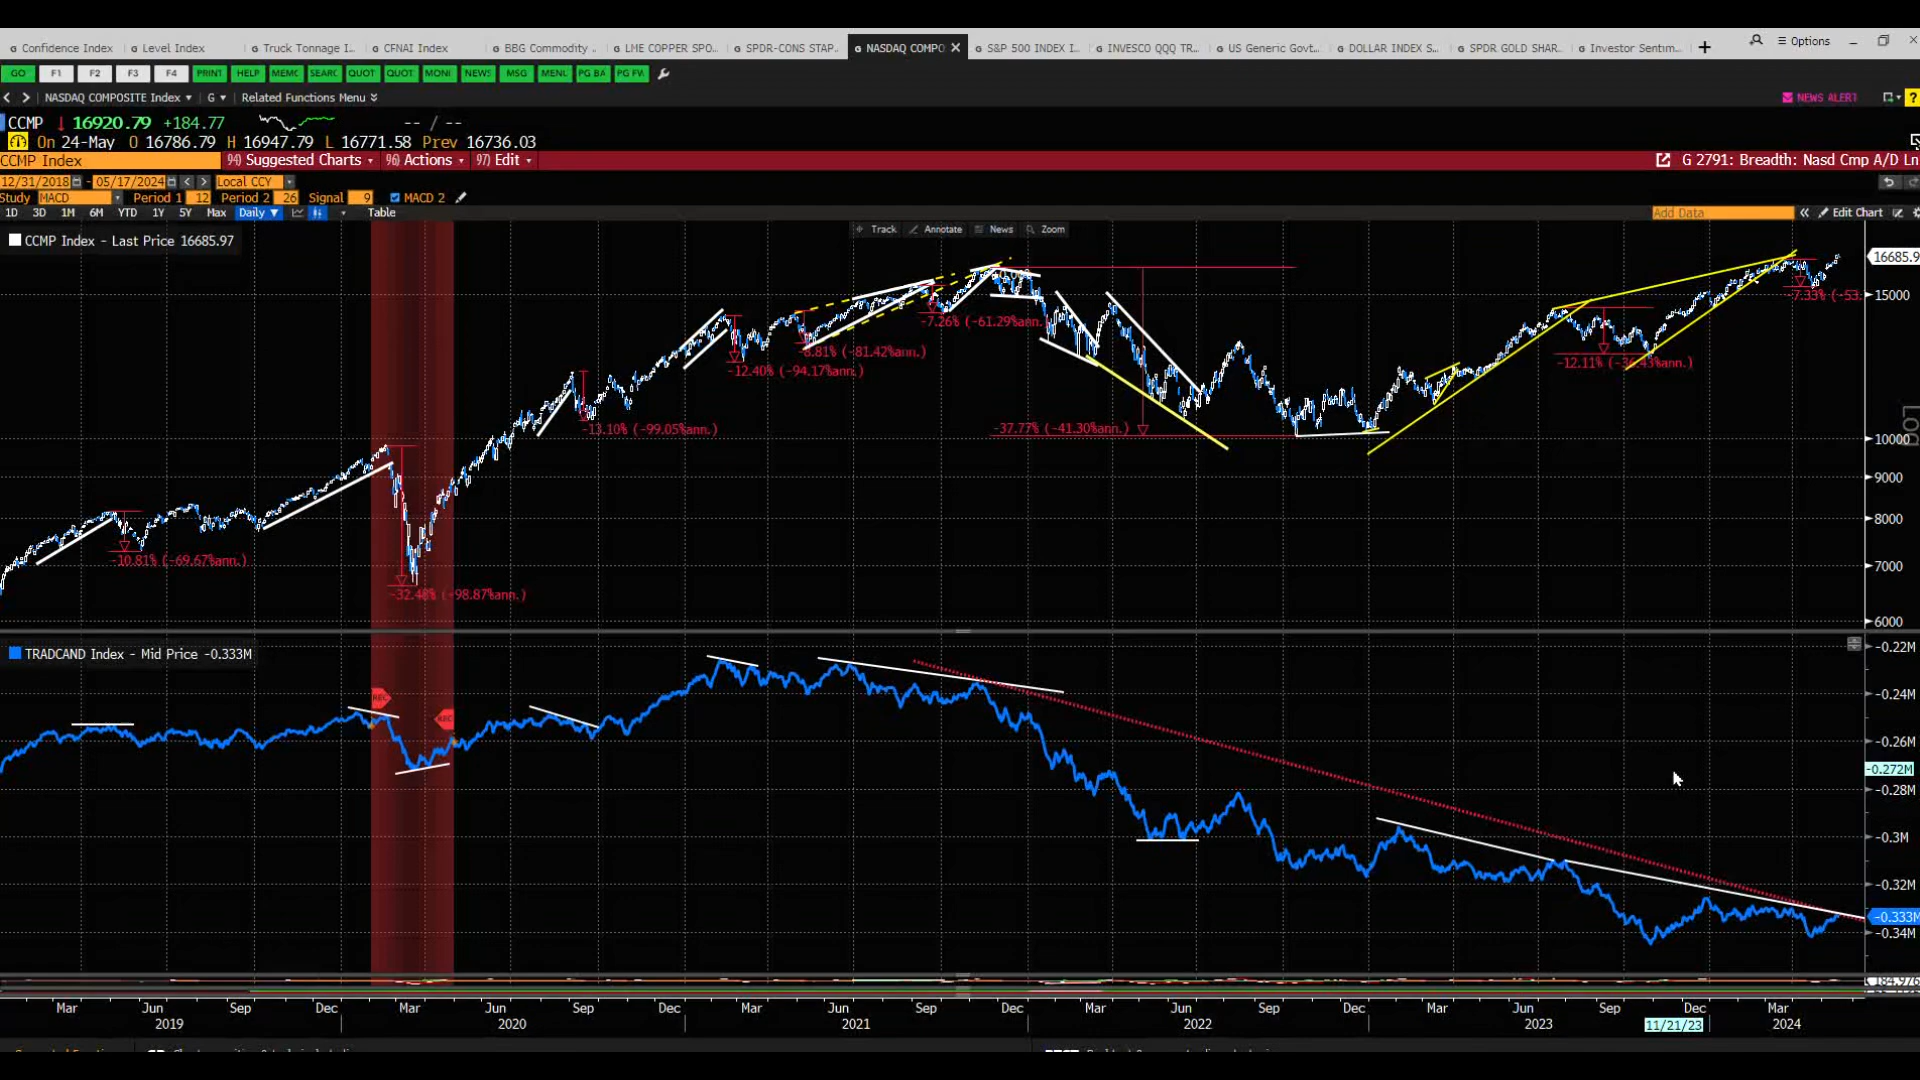 Confidence Index Level Index Truck Tonnage I... CFNAI Index BBG Commodity .. LME COPPER SPO... SPDR-CONS STAP... NASDAQ COMPO S&P 500 INDEX I... INVESCO QQQ TR... US Generic Govt... DOLLAR INDEX S... SPDR GOLD SHAR... Investor Sentim... Options
GO F1 F2 F3 F4 PRINT HELP MEMC SEARC QUOT QUOT MONI NEWS MSG MENU PG BA PG FW
NASDAQ COMPOSITE Index G Related Functions Menu NEWS ALERT ?
CCMP 16920.79 +184.77 -- / --
On 24-May O 16786.79 H 16947.79 L 16771.58 Prev 16736.03
CCMP Index 94) Suggested Charts 96) Actions 97) Edit G 2791: Breadth: Nasd Cmp A/D Ln
12/31/2018 - 05/17/2024 Local CCY
Study MACD Period 1 12 Period 2 26 Signal 9 MACD 2
1D 3D 1M 6M YTD 1Y 5Y Max Daily Table Add Data Edit Chart
Track Annotate News Zoom
CCMP Index - Last Price 16685.97
16685.9
15000
10000
9000
8000
7000
6000
Log
-10.81% (-69.67%ann.)
-32.48% (-98.87%ann.)
-13.10% (-99.05%ann.)
-12.40% (-94.17%ann.)
-8.81% (-81.42%ann.)
-7.26% (-61.29%ann.)
-37.77% (-41.30%ann.)
-12.11% (-36.43%ann.)
-7.33% (-53.
TRADCAND Index - Mid Price -0.333M
REC
REC
-0.22M
-0.24M
-0.26M
-0.272M
-0.28M
-0.3M
-0.32M
-0.333M
-0.34M
184.976
Mar Jun Sep Dec Mar Jun Sep Dec Mar Jun Sep Dec Mar Jun Sep Dec Mar Jun Sep Dec Mar
2019 2020 2021 2022 2023 11/21/23 2024